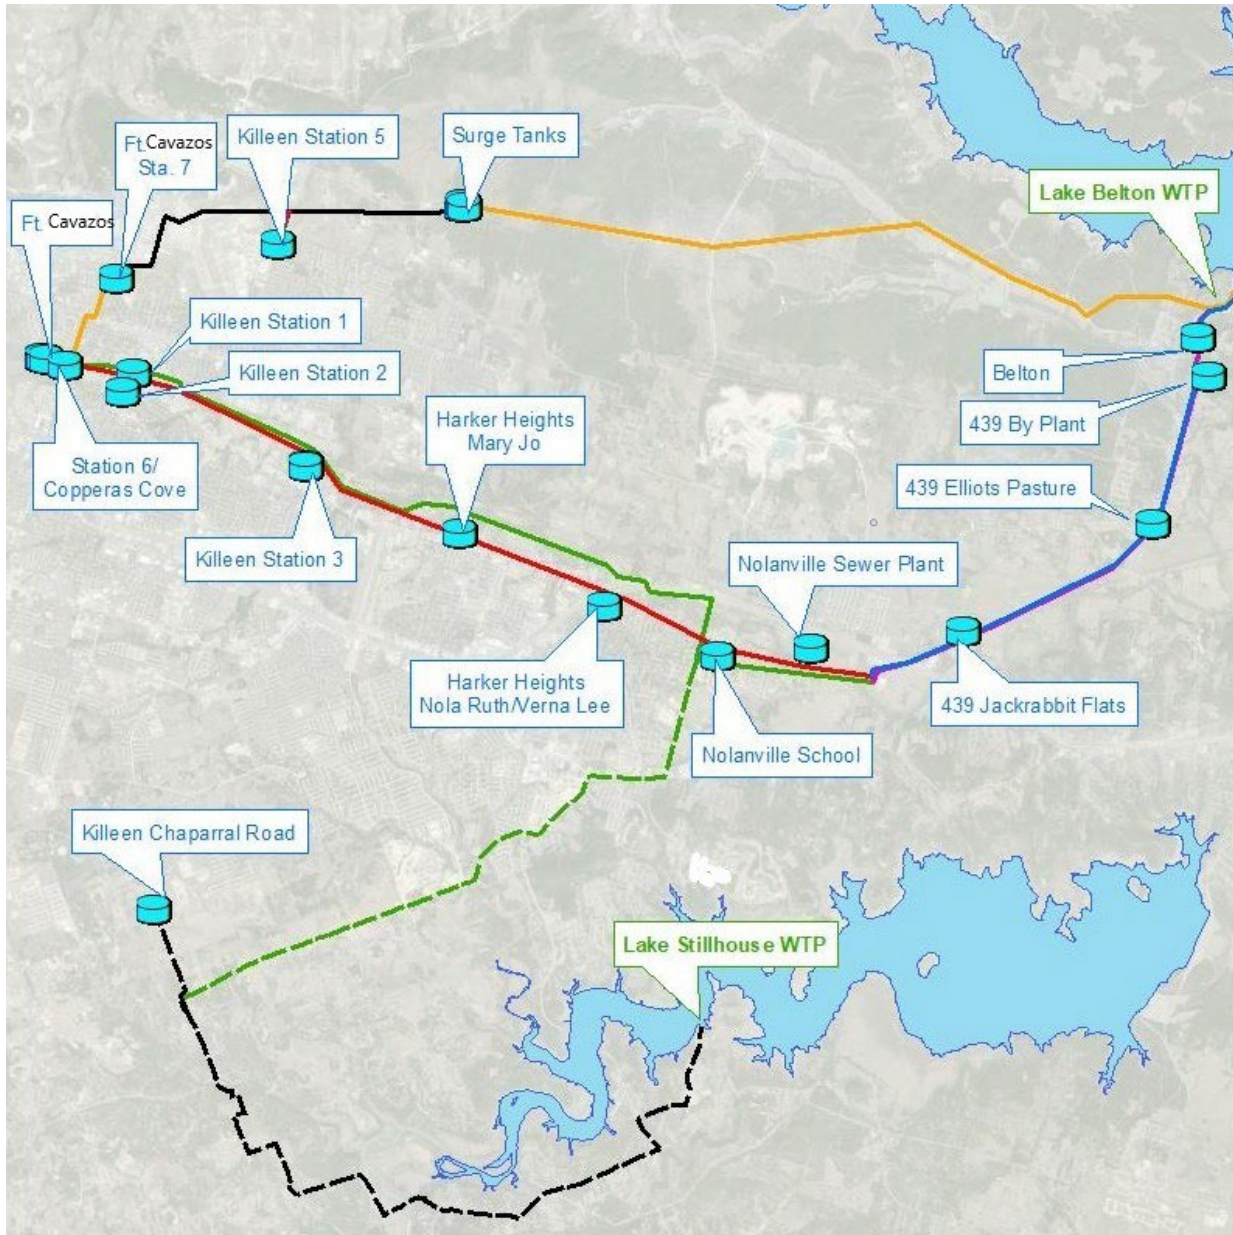 Ft. Cavazos
Sta. 7
Killeen Station 5
Surge Tanks
Lake Belton WTP
Ft. Cavazos
Killeen Station 1
Killeen Station 2
Belton
439 By Plant
Harker Heights
Mary Jo
Station 6/
Copperas Cove
439 Elliots Pasture
Killeen Station 3
Nolanville Sewer Plant
Harker Heights
Nola Ruth/Verna Lee
439 Jackrabbit Flats
Nolanville School
Killeen Chaparral Road
Lake Stillhouse WTP